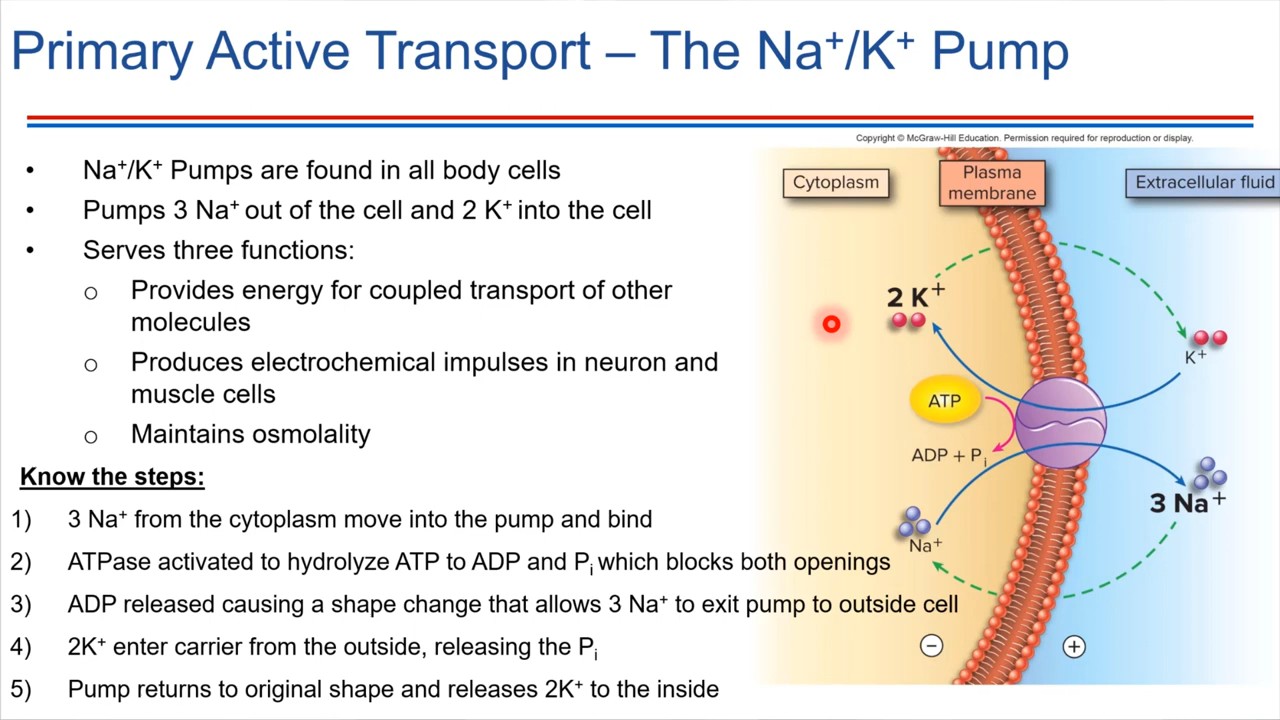 Primary Active Transport – The Na⁺/K⁺ Pump
Copyright © McGraw-Hill Education. Permission required for reproduction or display.
• Na⁺/K⁺ Pumps are found in all body cells
• Pumps 3 Na⁺ out of the cell and 2 K⁺ into the cell
• Serves three functions:
o Provides energy for coupled transport of other
molecules
o Produces electrochemical impulses in neuron and
muscle cells
o Maintains osmolality
Know the steps:
1) 3 Na⁺ from the cytoplasm move into the pump and bind
2) ATPase activated to hydrolyze ATP to ADP and Pᵢ which blocks both openings
3) ADP released causing a shape change that allows 3 Na⁺ to exit pump to outside cell
4) 2K⁺ enter carrier from the outside, releasing the Pᵢ
5) Pump returns to original shape and releases 2K⁺ to the inside
Cytoplasm
Plasma
membrane
Extracellular fluid
2 K⁺
K⁺
ATP
ADP + Pᵢ
3 Na⁺
Na⁺
−
+